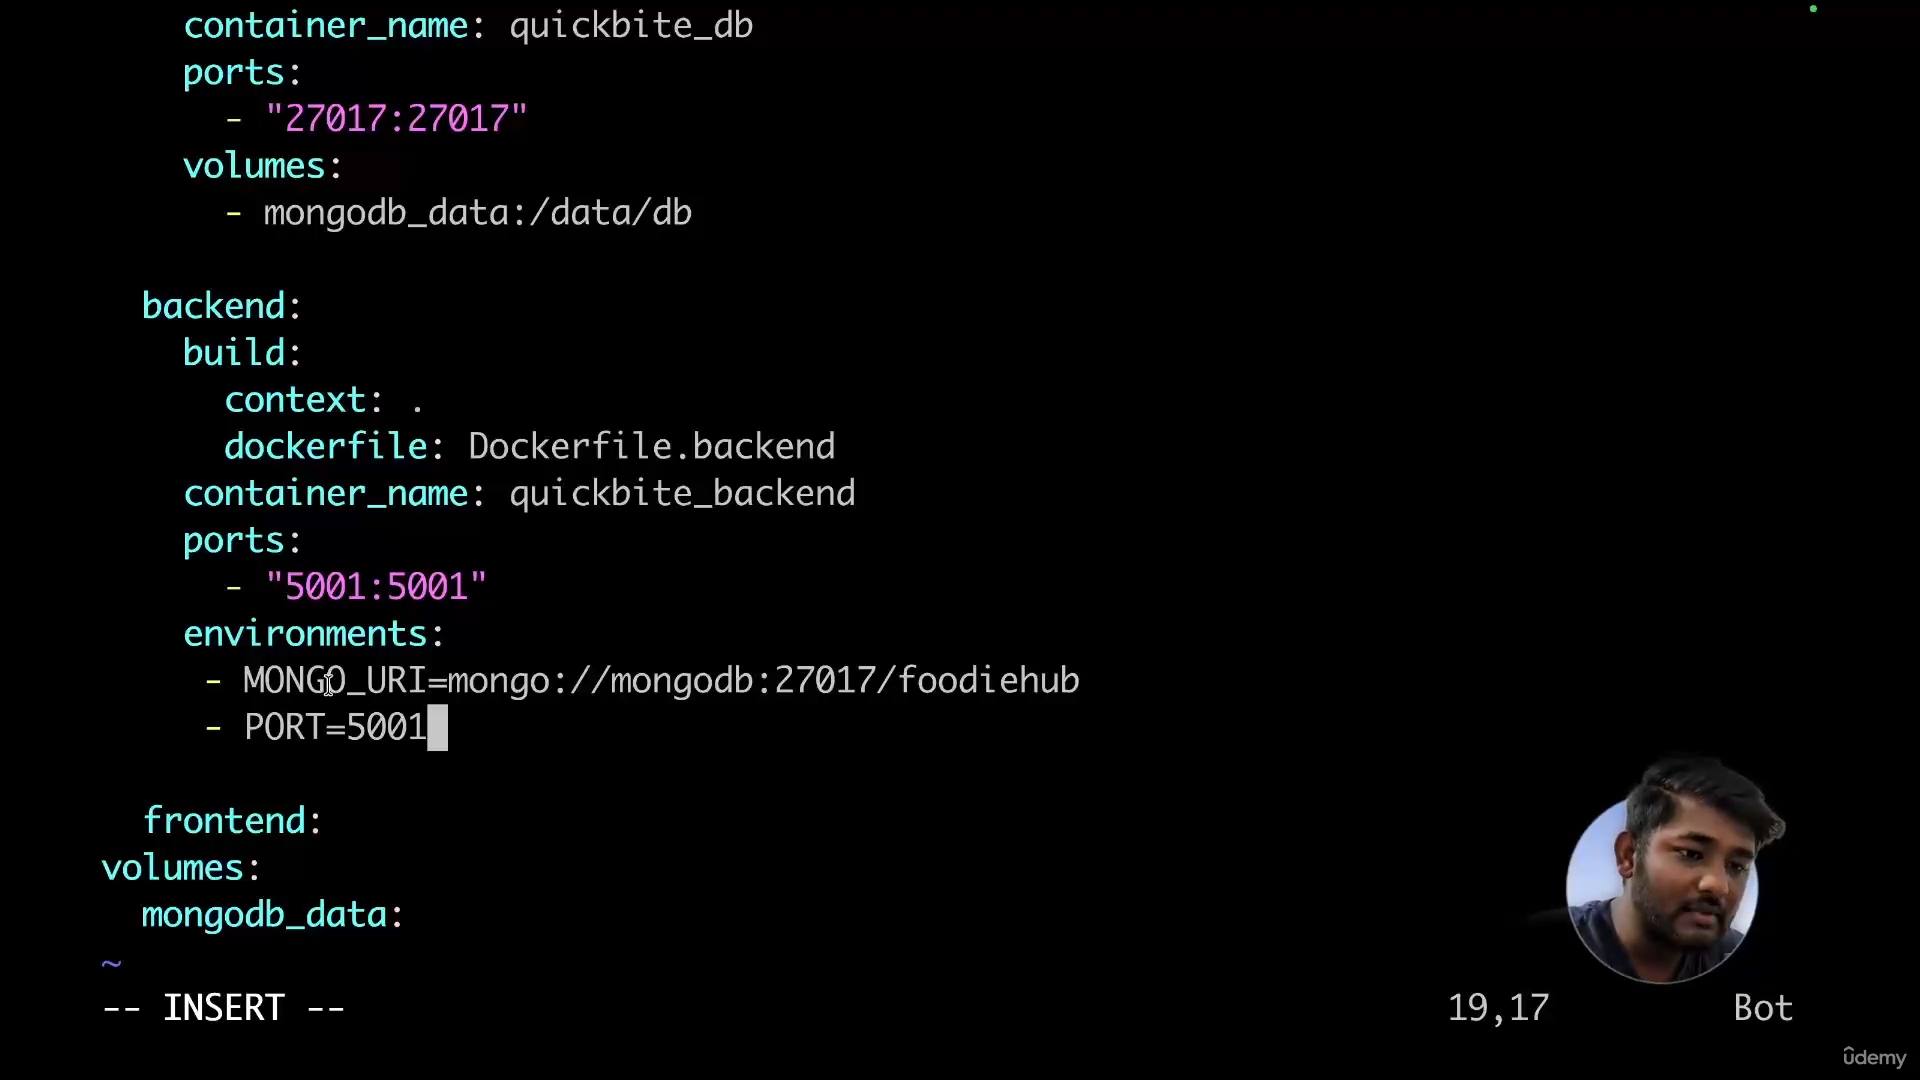 container_name: quickbite_db
ports:
- "27017:27017"
volumes:
- mongodb_data:/data/db
backend:
build:
context: .
dockerfile: Dockerfile.backend
container_name: quickbite_backend
ports:
- "5001:5001"
environments:
- MONGO_URI=mongo://mongodb:27017/foodiehub
- PORT=5001
frontend:
volumes:
mongodb_data:
~
-- INSERT -- 19,17 Bot
udemy